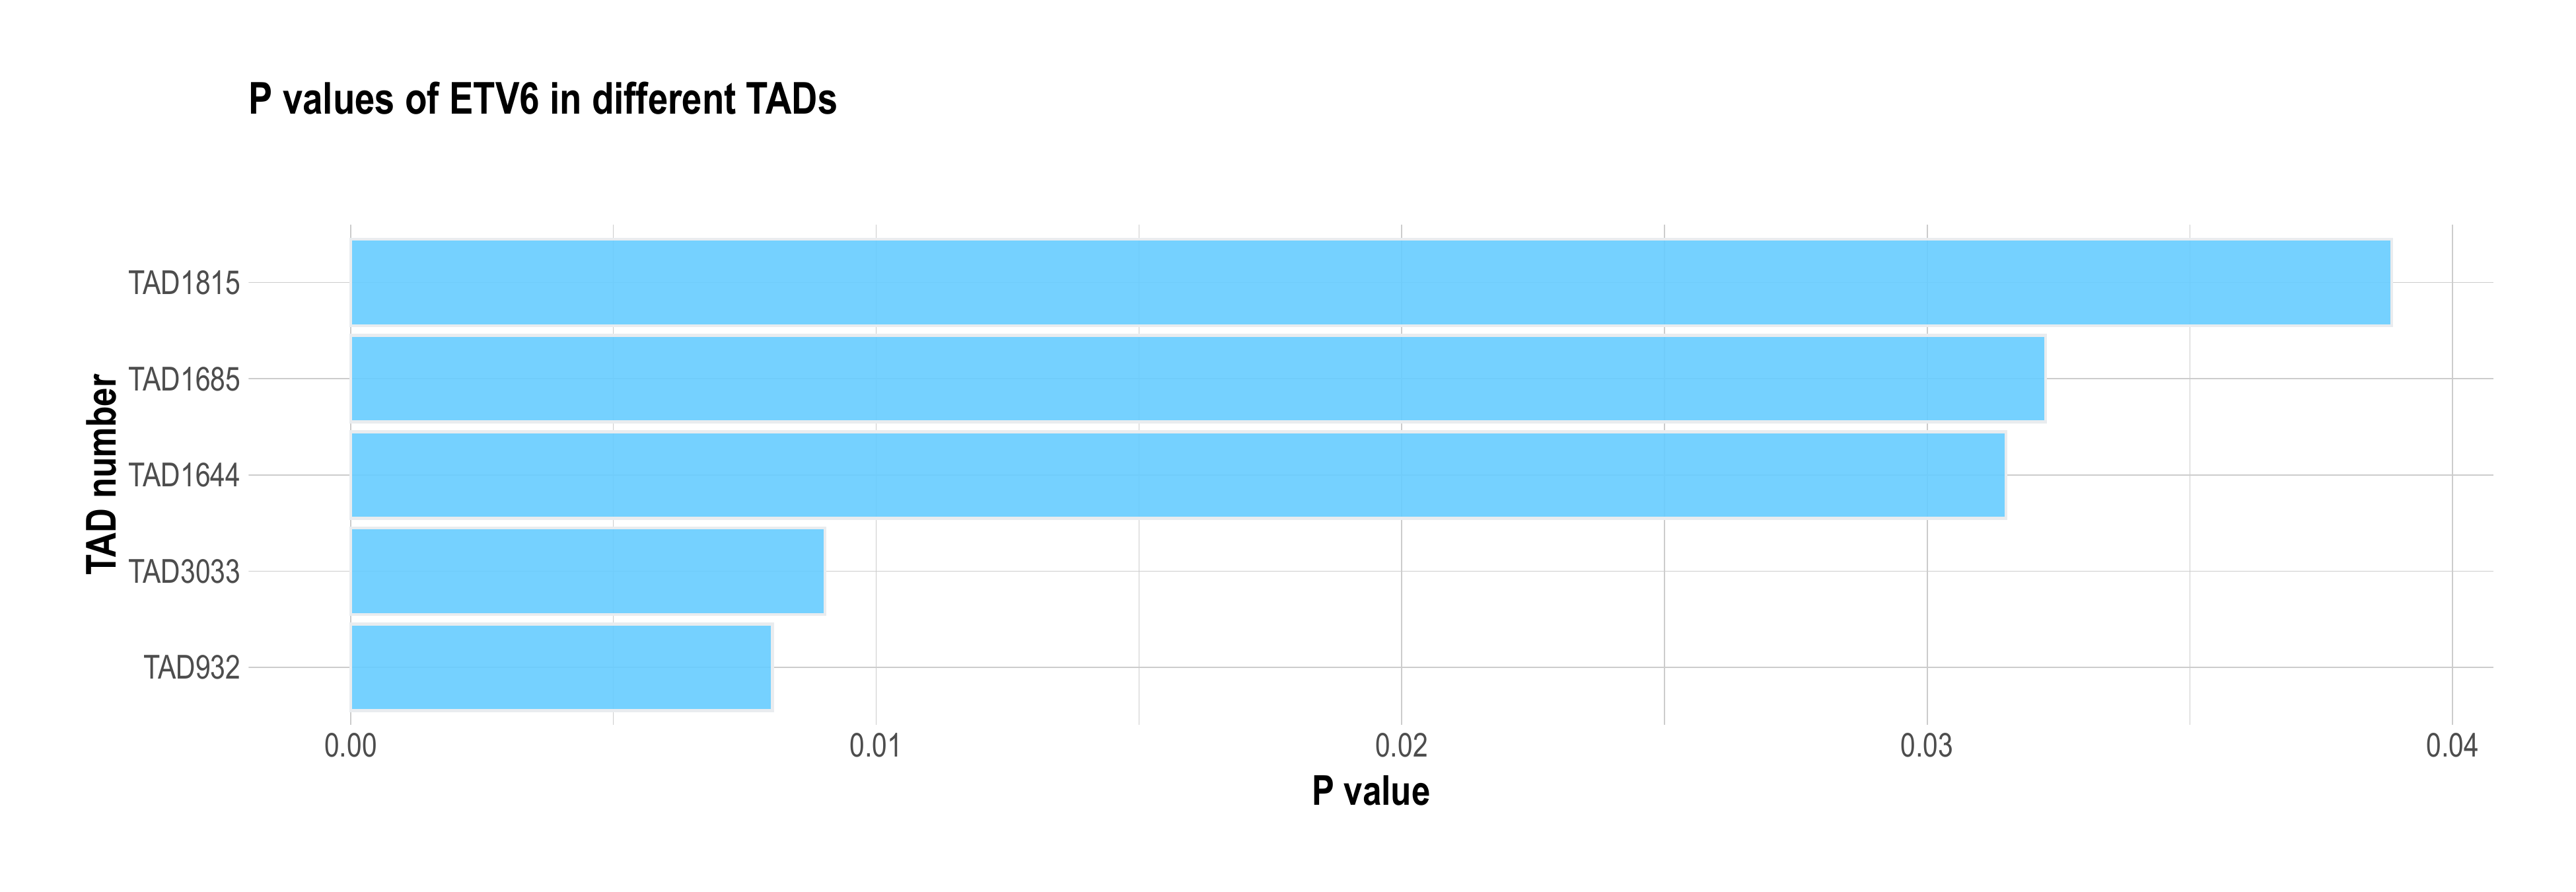 P values of ETV6 in different TADs
TAD number
TAD1815
TAD1685
TAD1644
TAD3033
TAD932
0.00 0.01 0.02 0.03 0.04
P value